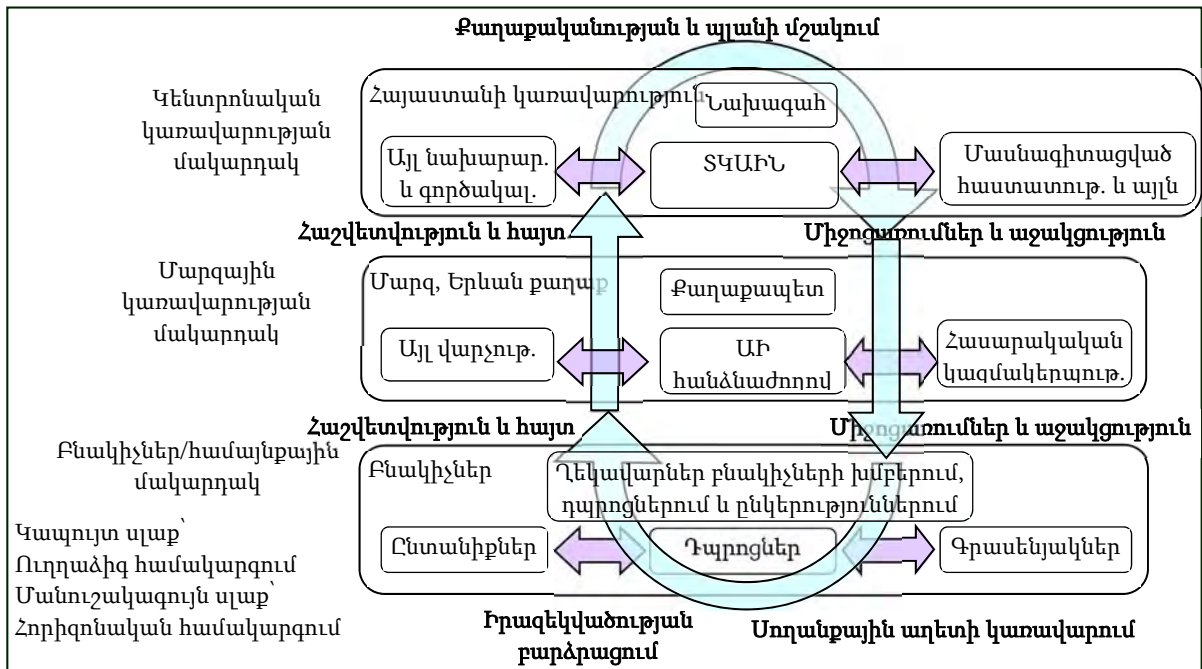 Քաղաքականության և պլանի մշակում
Կենտրոնական
կառավարության
մակարդակ
Հայաստանի կառավարություն
Նախագահ
Այլ նախարար.
և գործակալ.
ՏԿԱԻՆ
Մասնագիտացված
հաստատութ. և այլն
Հաշվետվություն և հայտ
Միջոցառումներ և աջակցություն
Մարզային
կառավարության
մակարդակ
Մարզ, Երևան քաղաք
Քաղաքապետ
Այլ վարչութ.
ԱԻ
հանձնաժողով
Հասարակական
կազմակերպութ.
Հաշվետվություն և հայտ
Միջոցառումներ և աջակցություն
Բնակիչներ/համայնքային
մակարդակ
Բնակիչներ
Ղեկավարներ բնակիչների խմբերում,
դպրոցներում և ընկերություններում
Ընտանիքներ
Դպրոցներ
Գրասենյակներ
Կապույտ սլաք՝
Ուղղաձիգ համակարգում
Մանուշակագույն սլաք՝
Հորիզոնական համակարգում
Իրազեկվածության
բարձրացում
Սողանքային աղետի կառավարում